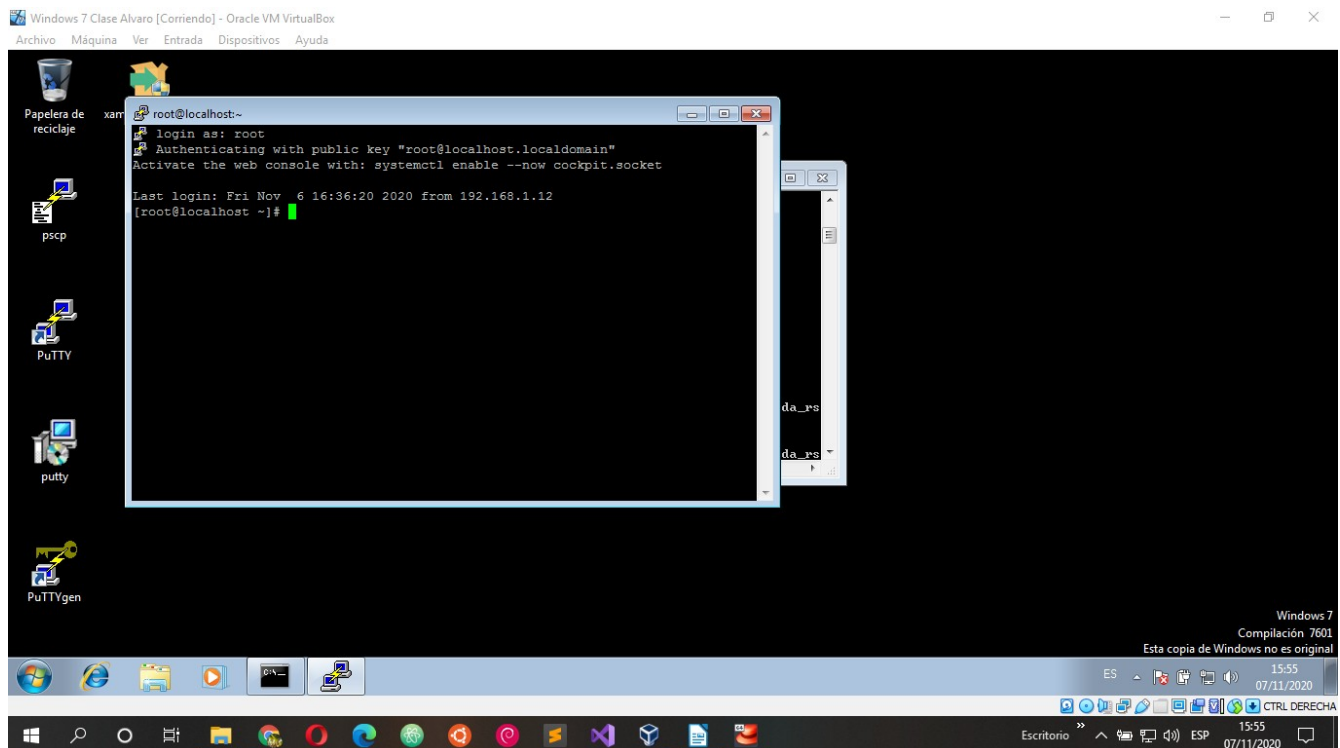 Windows 7 Clase Alvaro [Corriendo] - Oracle VM VirtualBox
Archivo Máquina Ver Entrada Dispositivos Ayuda
Papelera de reciclaje
xam
root@localhost:~
login as: root
Authenticating with public key "root@localhost.localdomain"
Activate the web console with: systemctl enable --now cockpit.socket
Last login: Fri Nov 6 16:36:20 2020 from 192.168.1.12
[root@localhost ~]#
pscp
PuTTY
da_rs
da_rs
putty
PuTTYgen
Windows 7
Compilación 7601
Esta copia de Windows no es original
C:\_
ES
15:55
07/11/2020
CTRL DERECHA
Escritorio
»
ESP
15:55
07/11/2020